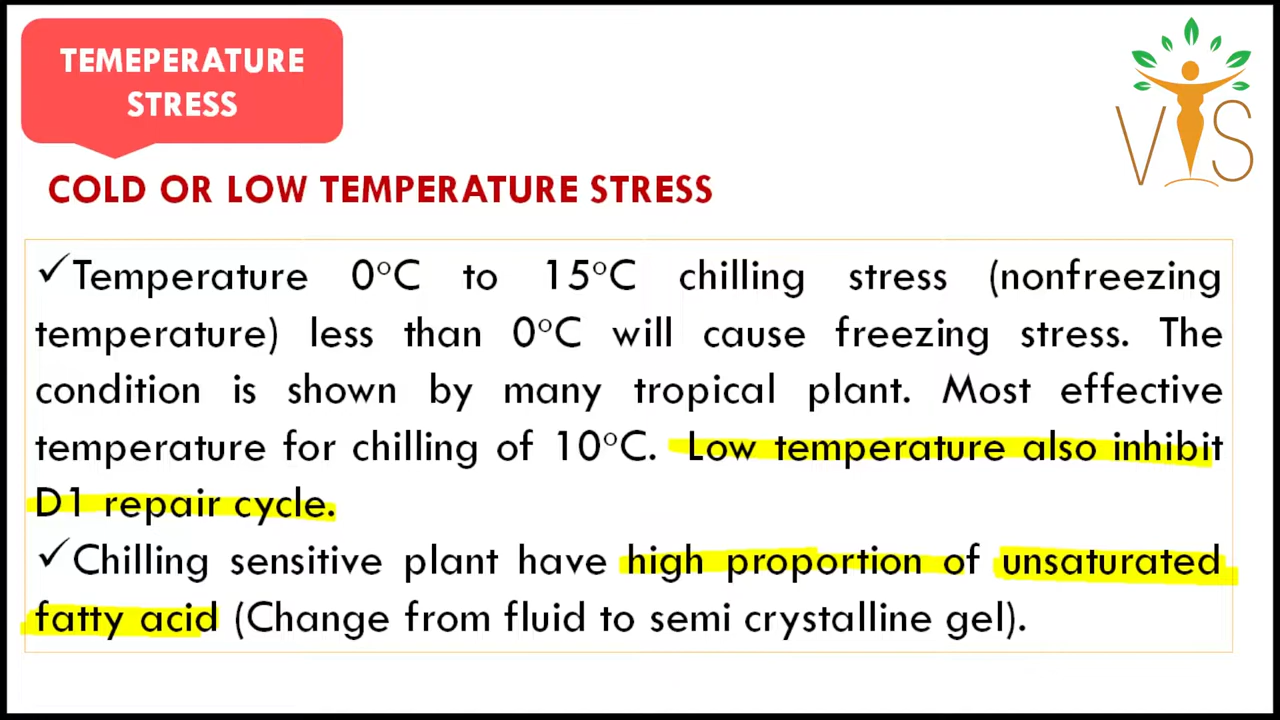 TEMEPERATURE
STRESS
V S
COLD OR LOW TEMPERATURE STRESS
✓Temperature 0°C to 15°C chilling stress (nonfreezing
temperature) less than 0°C will cause freezing stress. The
condition is shown by many tropical plant. Most effective
temperature for chilling of 10°C. Low temperature also inhibit
D1 repair cycle.
✓Chilling sensitive plant have high proportion of unsaturated
fatty acid (Change from fluid to semi crystalline gel).